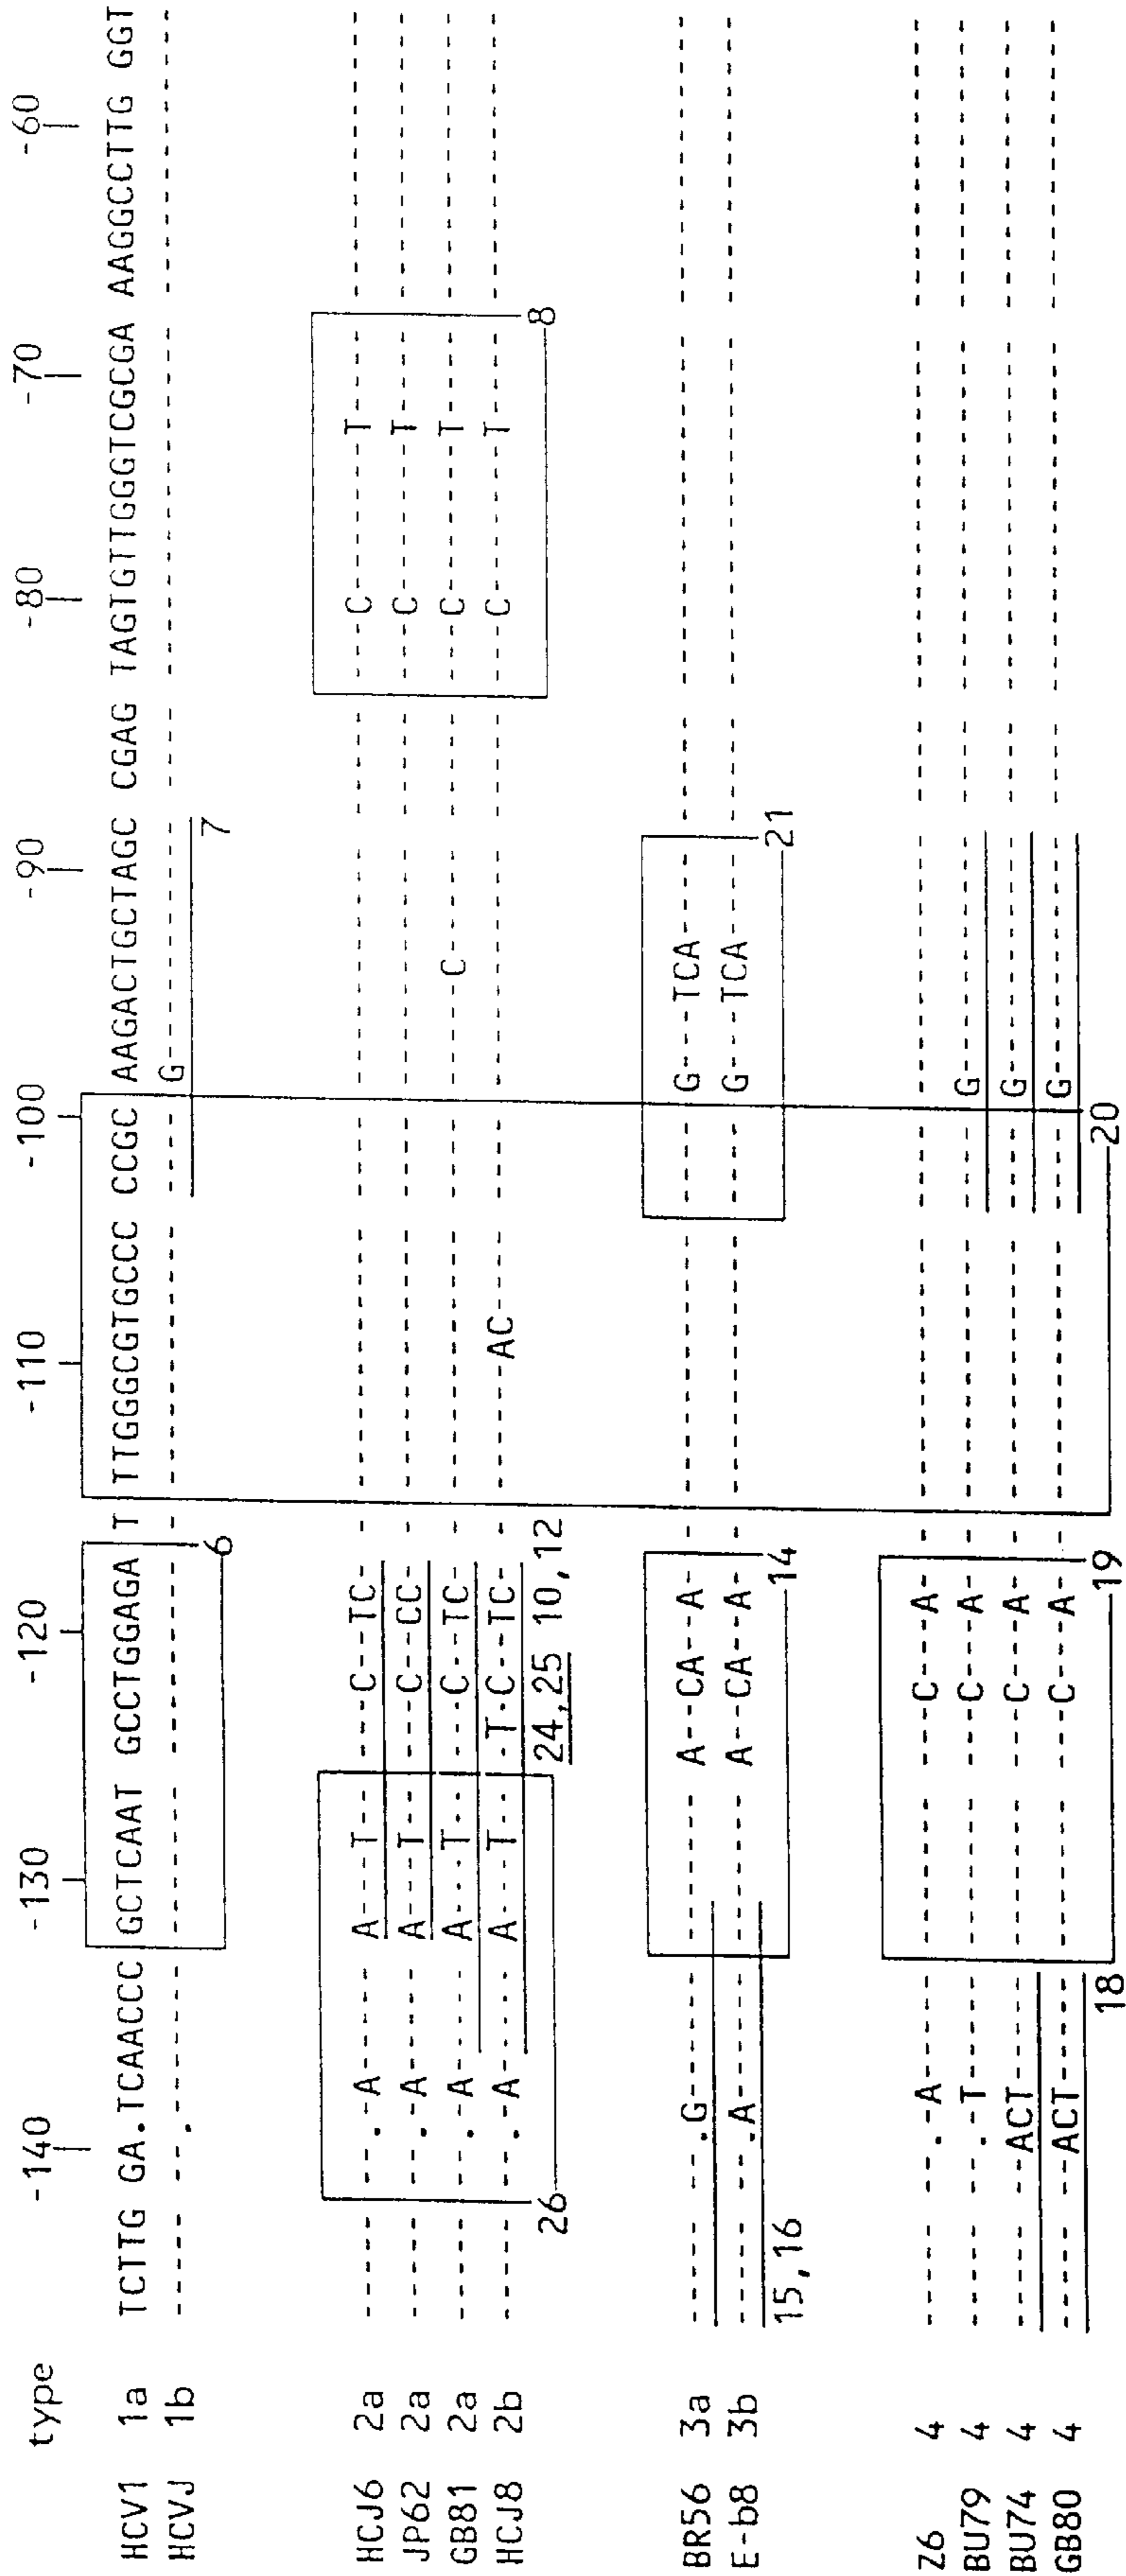 type -140 -130 -120 -110 -100 -90 -80 -70 -60
HCV1 1a TCTTG GA.TCAACCC GCTCAAT GCCTGGAGA T TTGGGCGTGCCC CCGC AAGACTGCTAGC CGAG TAGTGTTGGGTCGCGA AAGGCCTTG GGT
HCVJ 1b ----- --.------- ------- --------- - ------------ ---- G----------- ---- ---------------- --------- ---
6 7
HCJ6 2a ----- --.-A----- A---T-- ----C--TC - ------------ ---- ------------ ---- ----C-------T--- --------- ---
JP62 2a ----- --.-A----- A---T-- ----C--CC - ------------ ---- ------------ ---- ----C-------T--- --------- ---
GB81 2a ----- --.-A----- A---T-- ----C--TC - ------------ ---- -----C------ ---- ----C-------T--- --------- ---
HCJ8 2b ----- --.-A----- A---T-- --T-C--TC- - ------AC---- ---- ------------ ---- ----C-------T--- --------- ---
26 24,25 10,12 8
BR56 3a ----- --.G------ ------- A--CA--A- - ------------ ---- G---TCA----- ---- ---------------- --------- ---
E-b8 3b ----- --.A------ ------- A--CA--A- - ------------ ---- G---TCA----- ---- ---------------- --------- ---
15,16 14 21
Z6 4 ----- --.-A----- ------- ---C---A- - ------------ ---- ------------ ---- ---------------- --------- ---
BU79 4 ----- --.-T----- ------- ---C---A- - ------------ ---- G----------- ---- ---------------- --------- ---
BU74 4 ----- --ACT----- ------- ---C---A- - ------------ ---- G----------- ---- ---------------- --------- ---
GB80 4 ----- --ACT----- ------- ---C---A- - ------------ ---- G----------- ---- ---------------- --------- ---
18 19 20